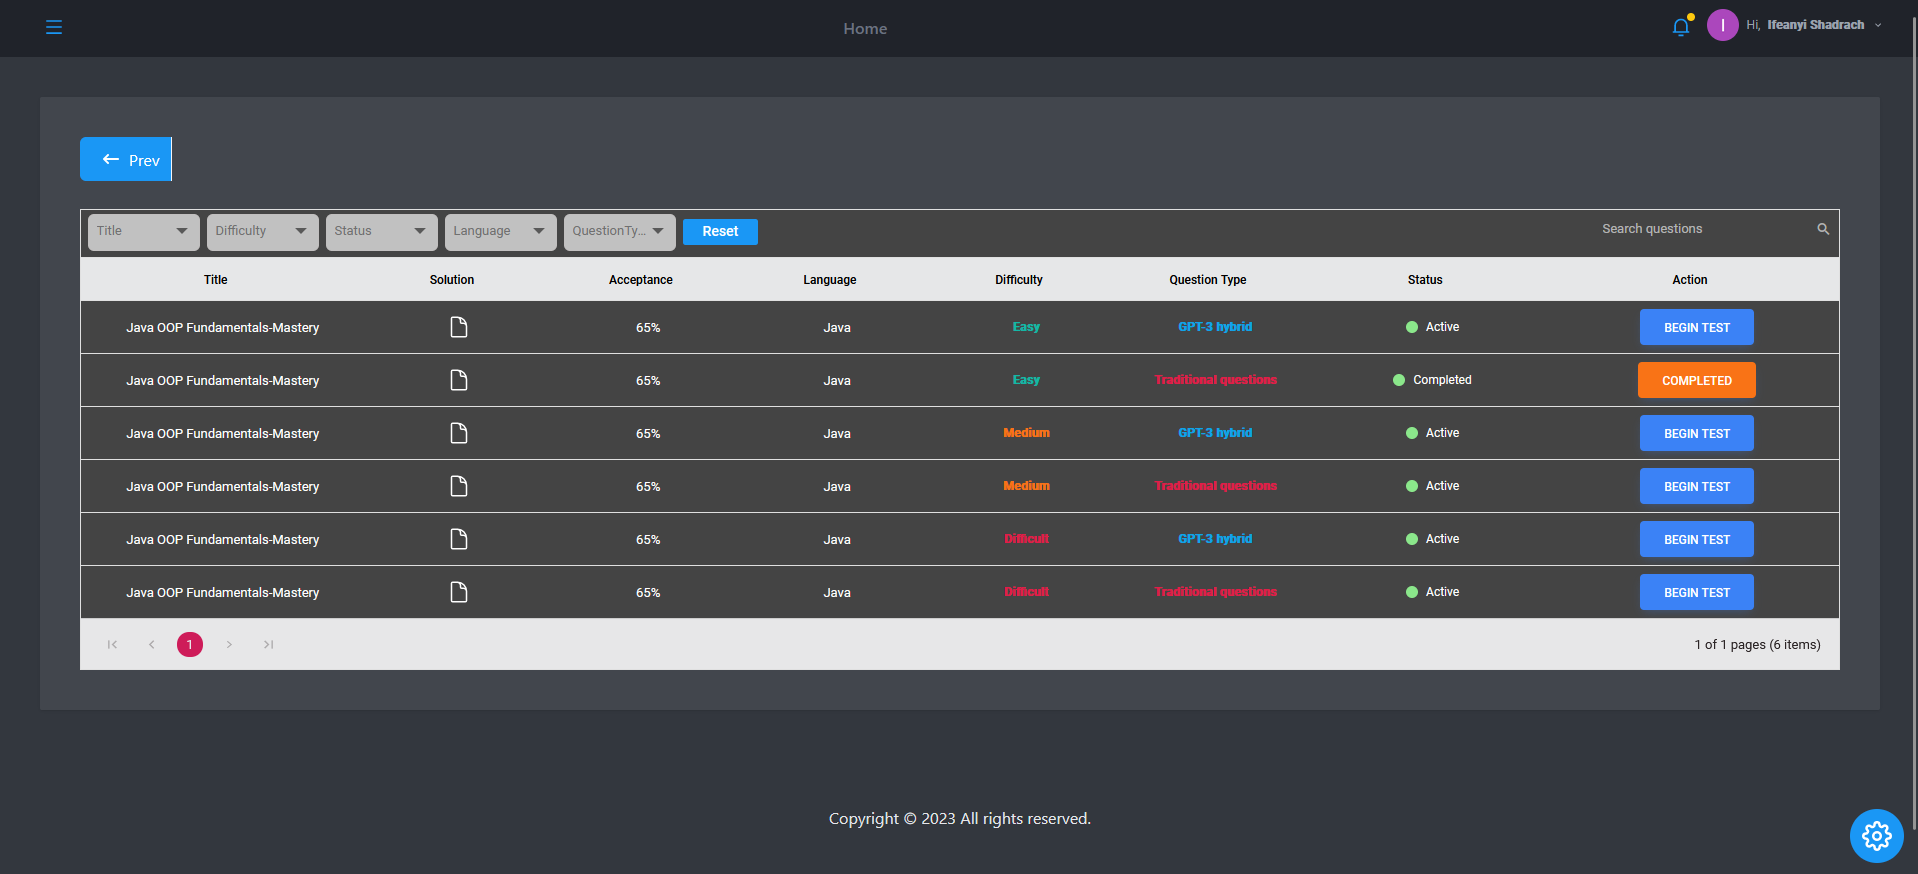 Home
I Hi, Ifeanyi Shadrach
Prev
Title Difficulty Status Language QuestionTy... Reset Search questions
Title Solution Acceptance Language Difficulty Question Type Status Action
Java OOP Fundamentals-Mastery 65% Java Easy GPT-3 hybrid Active BEGIN TEST
Java OOP Fundamentals-Mastery 65% Java Easy Traditional questions Completed COMPLETED
Java OOP Fundamentals-Mastery 65% Java Medium GPT-3 hybrid Active BEGIN TEST
Java OOP Fundamentals-Mastery 65% Java Medium Traditional questions Active BEGIN TEST
Java OOP Fundamentals-Mastery 65% Java Difficult GPT-3 hybrid Active BEGIN TEST
Java OOP Fundamentals-Mastery 65% Java Difficult Traditional questions Active BEGIN TEST
1 1 of 1 pages (6 items)
Copyright © 2023 All rights reserved.